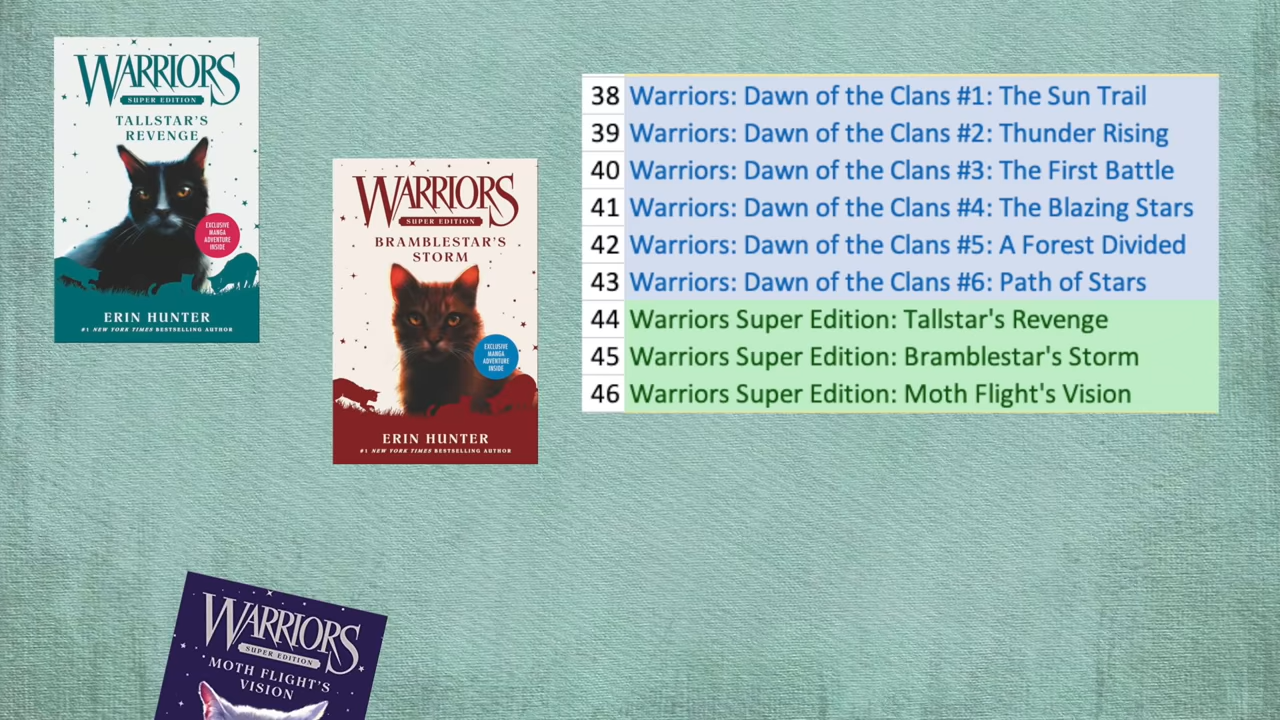 WARRIORS
SUPER EDITION
TALLSTAR'S
REVENGE
EXCLUSIVE
MANGA
ADVENTURE
INSIDE
ERIN HUNTER
#1 NEW YORK TIMES BESTSELLING AUTHOR
WARRIORS
SUPER EDITION
BRAMBLESTAR'S
STORM
EXCLUSIVE
MANGA
ADVENTURE
INSIDE
ERIN HUNTER
#1 NEW YORK TIMES BESTSELLING AUTHOR
38 Warriors: Dawn of the Clans #1: The Sun Trail
39 Warriors: Dawn of the Clans #2: Thunder Rising
40 Warriors: Dawn of the Clans #3: The First Battle
41 Warriors: Dawn of the Clans #4: The Blazing Stars
42 Warriors: Dawn of the Clans #5: A Forest Divided
43 Warriors: Dawn of the Clans #6: Path of Stars
44 Warriors Super Edition: Tallstar's Revenge
45 Warriors Super Edition: Bramblestar's Storm
46 Warriors Super Edition: Moth Flight's Vision
WARRIORS
SUPER EDITION
MOTH FLIGHT'S
VISION